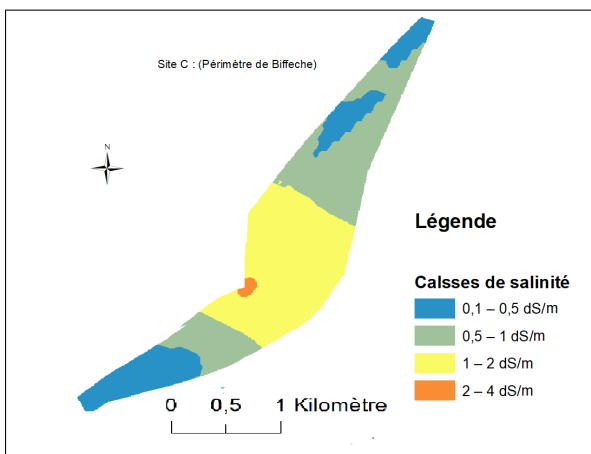 Site C : (Périmètre de Biffeche)
N
Légende
Calsses de salinité
0,1 – 0,5 dS/m
0,5 – 1 dS/m
1 – 2 dS/m
2 – 4 dS/m
0 0,5 1 Kilomètre